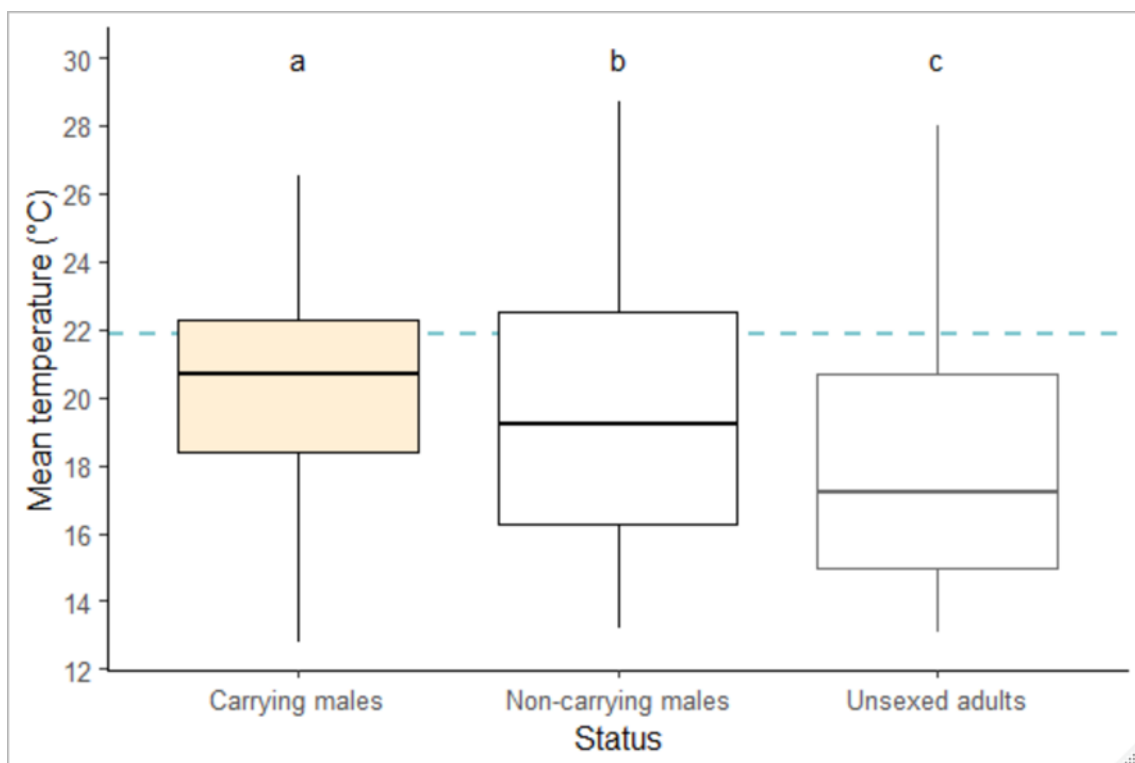 a b c
30
28
26
24
22
20
18
16
14
12
Mean temperature (°C)
Carrying males Non-carrying males Unsexed adults
Status